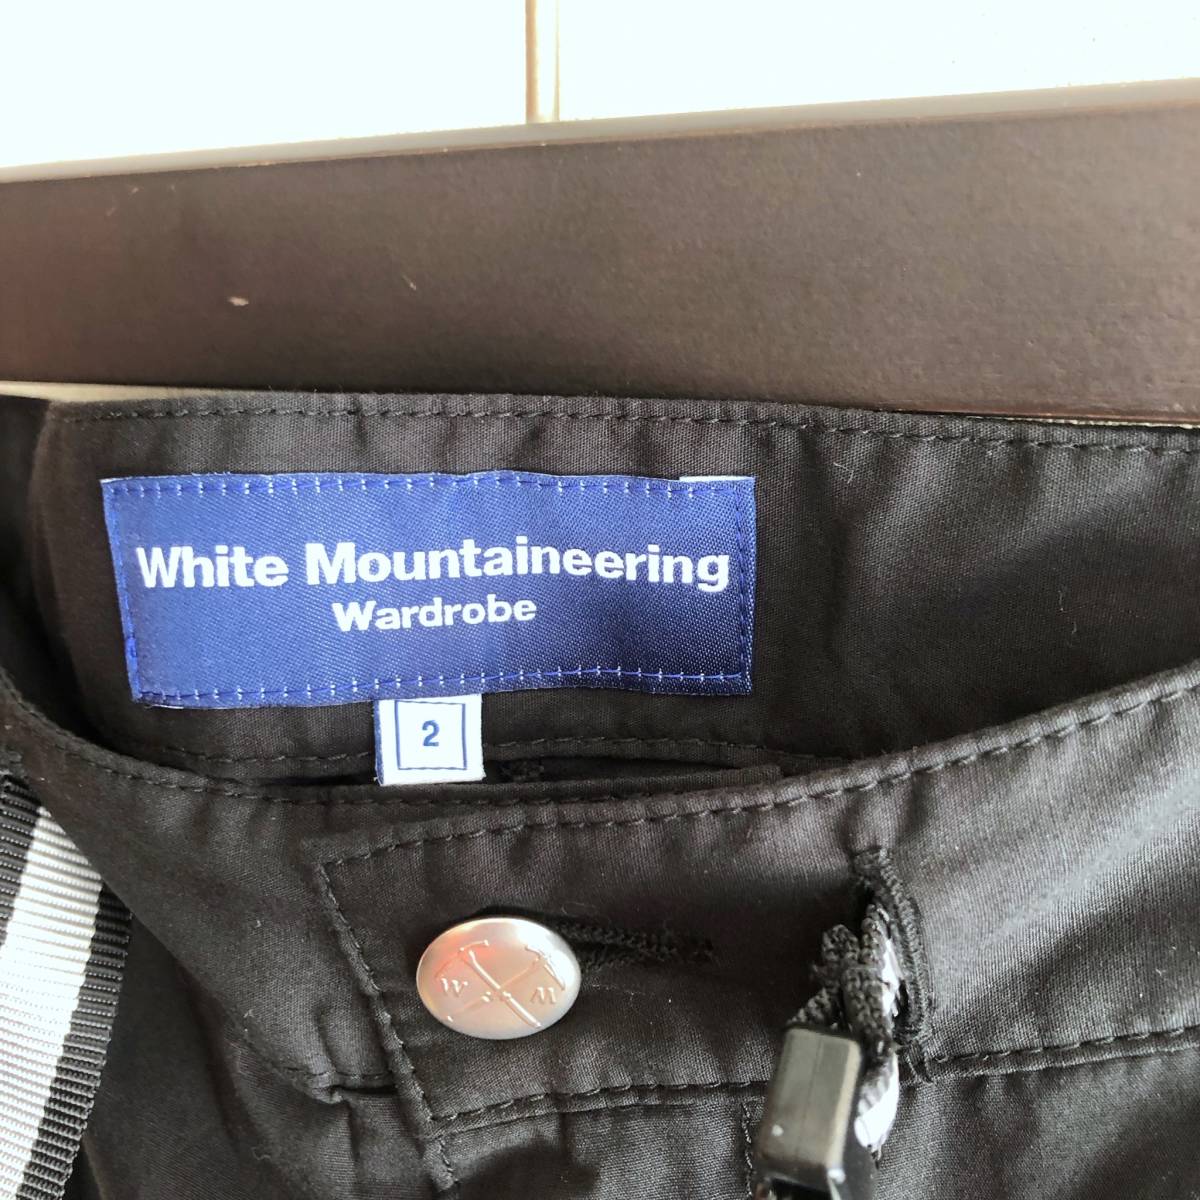 White Mountaineering
Wardrobe
2
W M